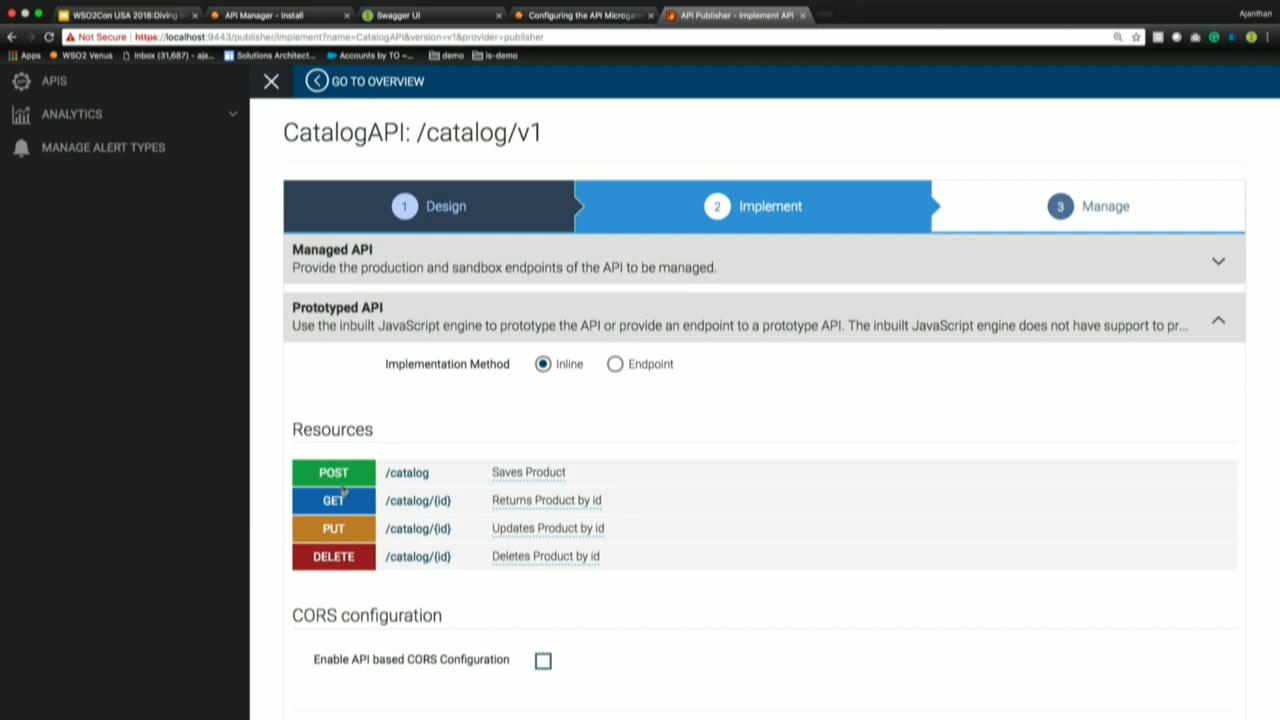 WSO2Con USA 2018:Diving
API Manager - Install
Swagger UI
Configuring the API Microgate
API Publisher - Implement API
Ajanthan
Not Secure
https://localhost:9443/publisher/implement?name=CatalogAPI&version=v1&provider=publisher
Apps
WSO2 Venus
Inbox (31,687) - aja...
Solutions Architect...
Accounts by TO –...
demo
is-demo
APIS
ANALYTICS
MANAGE ALERT TYPES
GO TO OVERVIEW
CatalogAPI: /catalog/v1
1 Design
2 Implement
3 Manage
Managed API
Provide the production and sandbox endpoints of the API to be managed.
Prototyped API
Use the inbuilt JavaScript engine to prototype the API or provide an endpoint to a prototype API. The inbuilt JavaScript engine does not have support to pr...
Implementation Method Inline Endpoint
Resources
POST /catalog Saves Product
GET /catalog/{id} Returns Product by id
PUT /catalog/{id} Updates Product by id
DELETE /catalog/{id} Deletes Product by id
CORS configuration
Enable API based CORS Configuration